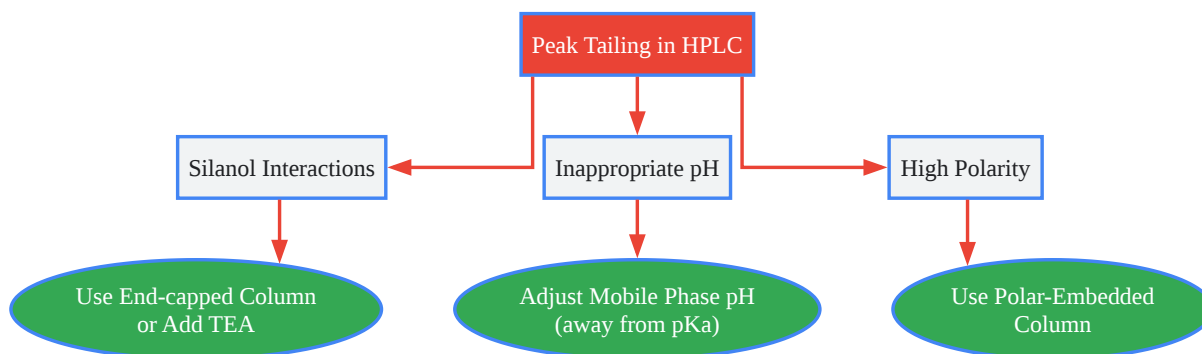 Peak Tailing in HPLC
Silanol Interactions
Inappropriate pH
High Polarity
Use End-capped Column
or Add TEA
Adjust Mobile Phase pH
(away from pKa)
Use Polar-Embedded
Column